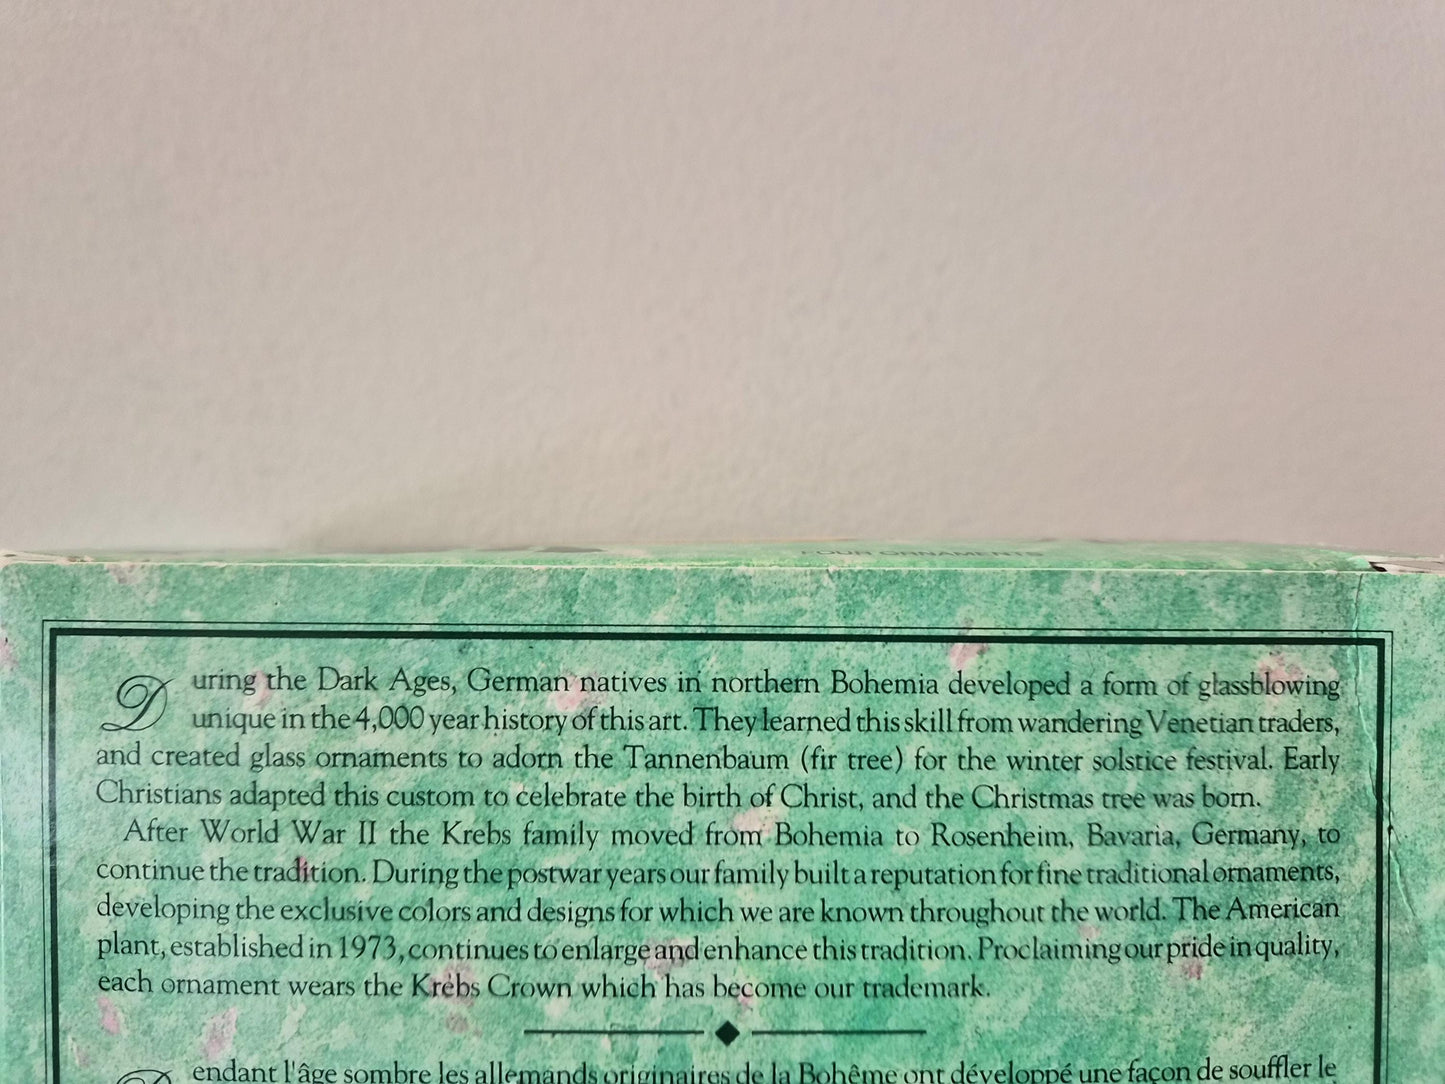 FOUR ORNAMENTS
During the Dark Ages, German natives in northern Bohemia developed a form of glassblowing
unique in the 4,000 year history of this art. They learned this skill from wandering Venetian traders,
and created glass ornaments to adorn the Tannenbaum (fir tree) for the winter solstice festival. Early
Christians adapted this custom to celebrate the birth of Christ, and the Christmas tree was born.
After World War II the Krebs family moved from Bohemia to Rosenheim, Bavaria, Germany, to
continue the tradition. During the postwar years our family built a reputation for fine traditional ornaments,
developing the exclusive colors and designs for which we are known throughout the world. The American
plant, established in 1973, continues to enlarge and enhance this tradition. Proclaiming our pride in quality,
each ornament wears the Krebs Crown which has become our trademark.
Pendant l'âge sombre les allemands originaires de la Bohême ont développé une façon de souffler le